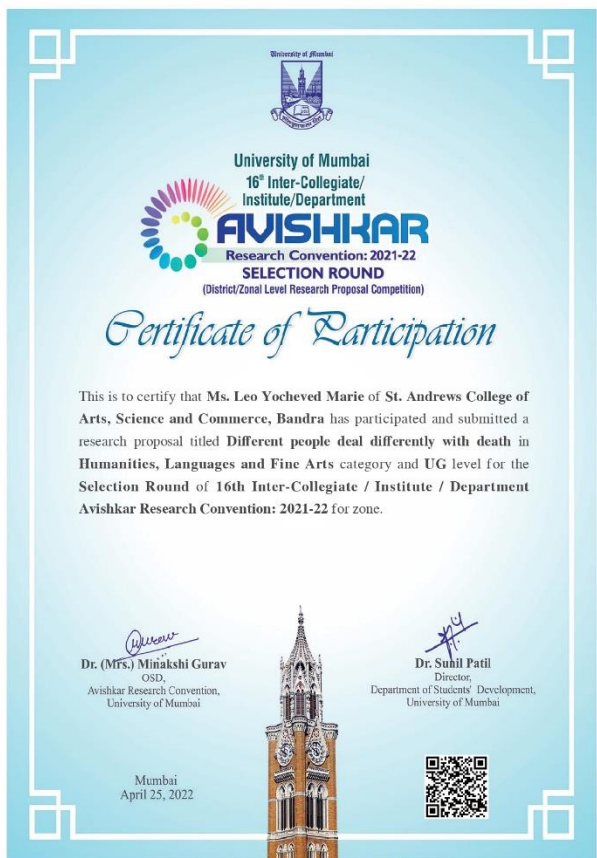 University of Mumbai
University of Mumbai
16th Inter-Collegiate/
Institute/Department
AVISHKAR
Research Convention: 2021-22
SELECTION ROUND
(District/Zonal Level Research Proposal Competition)
Certificate of Participation
This is to certify that Ms. Leo Yocheved Marie of St. Andrews College of
Arts, Science and Commerce, Bandra has participated and submitted a
research proposal titled Different people deal differently with death in
Humanities, Languages and Fine Arts category and UG level for the
Selection Round of 16th Inter-Collegiate / Institute / Department
Avishkar Research Convention: 2021-22 for zone.
Dr. (Mrs.) Minakshi Gurav
OSD,
Avishkar Research Convention,
University of Mumbai
Dr. Sunil Patil
Director,
Department of Students' Development,
University of Mumbai
Mumbai
April 25, 2022